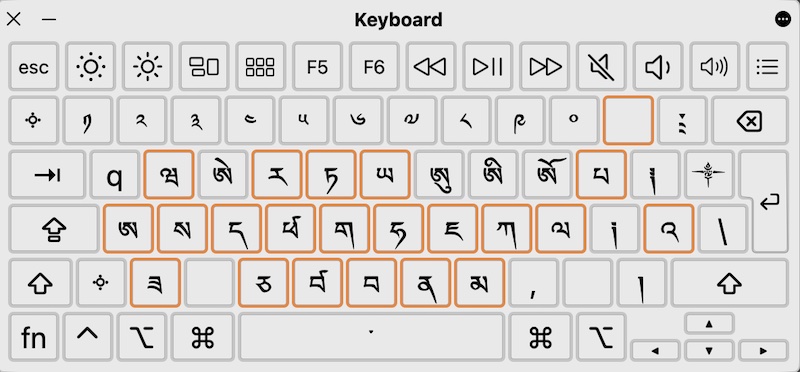 Keyboard
esc F5 F6
༡ ༢ ༣ ༤ ༥ ༦ ༧ ༨ ༩ ༠
q ཝ ཨེ ར ཏ ཡ ཨུ ཨི ཨོ པ
ཨ ས ད ཕ ག ཧ ཇ ཀ ལ འ \
ཟ ཅ བ ན མ , །
fn ་